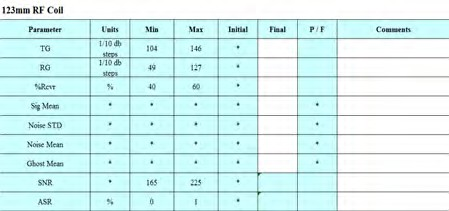 123mm RF Coil
Parameter Units Min Max Initial Final P / F Comments
TG 1/10 db steps 104 146 *
RG 1/10 db steps 49 127 *
%Rcvr % 40 60 *
Sig Mean * * * * *
Noise STD * * * * *
Noise Mean * * * * *
Ghost Mean * * * * *
SNR * 165 225 *
ASR % 0 1 *